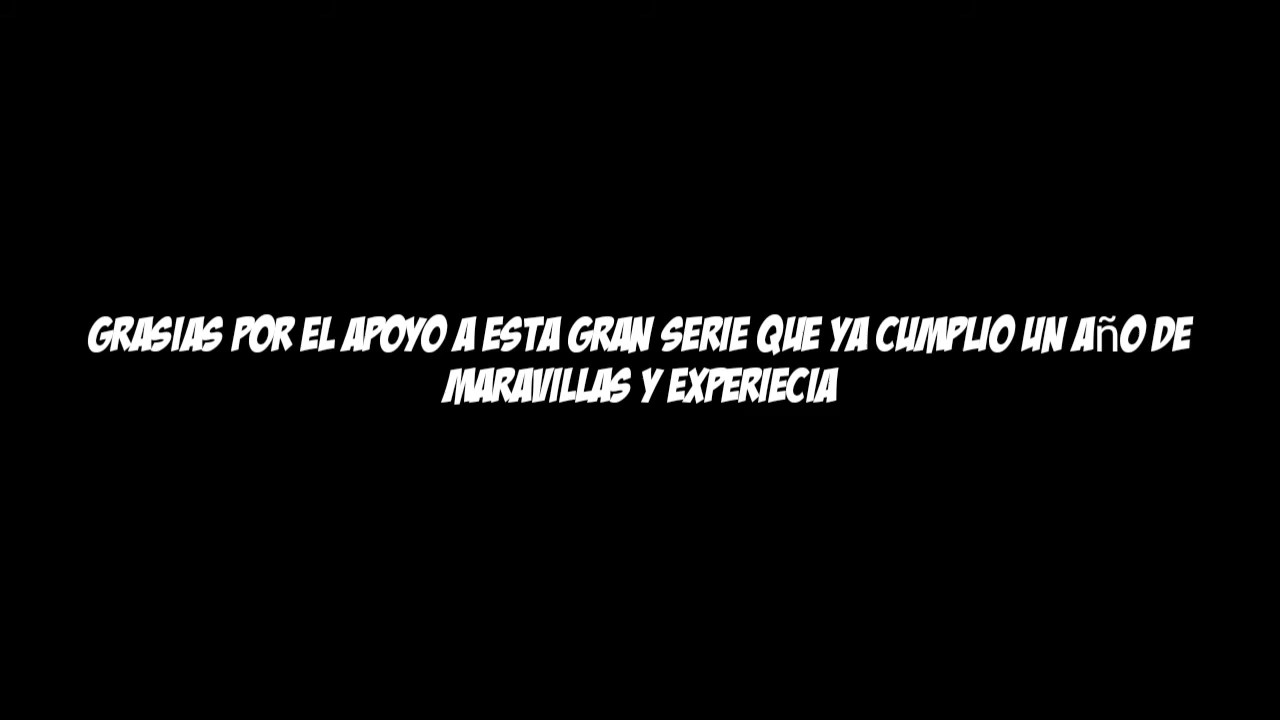 GRASIAS POR EL APOYO A ESTA GRAN SERIE QUE YA CUMPLIO UN AñO DE
MARAVILLAS Y EXPERIECIA